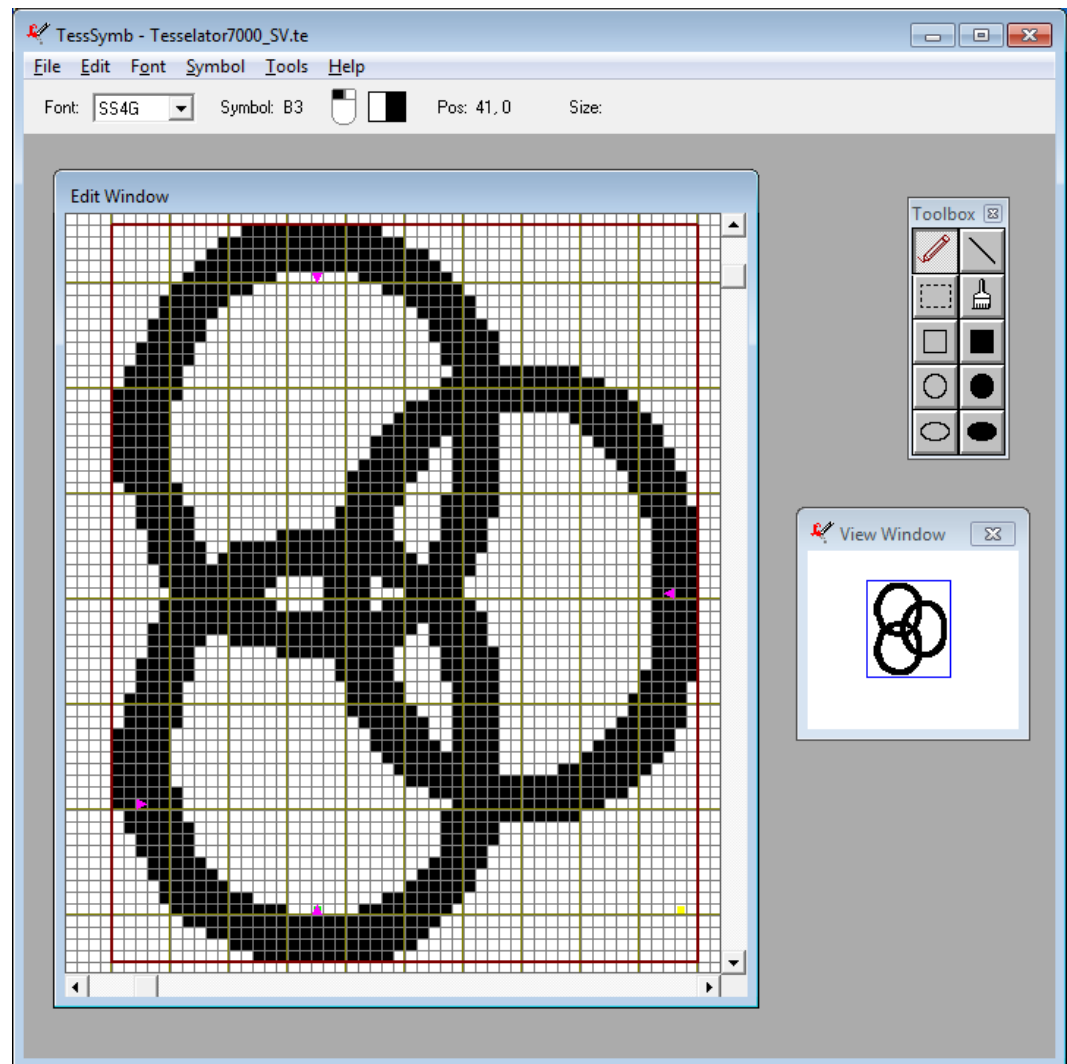 TessSymb - Tesselator7000_SV.te
File Edit Font Symbol Tools Help
Font: SS4G Symbol: B3 Pos: 41, 0 Size:
Edit Window
Toolbox
View Window